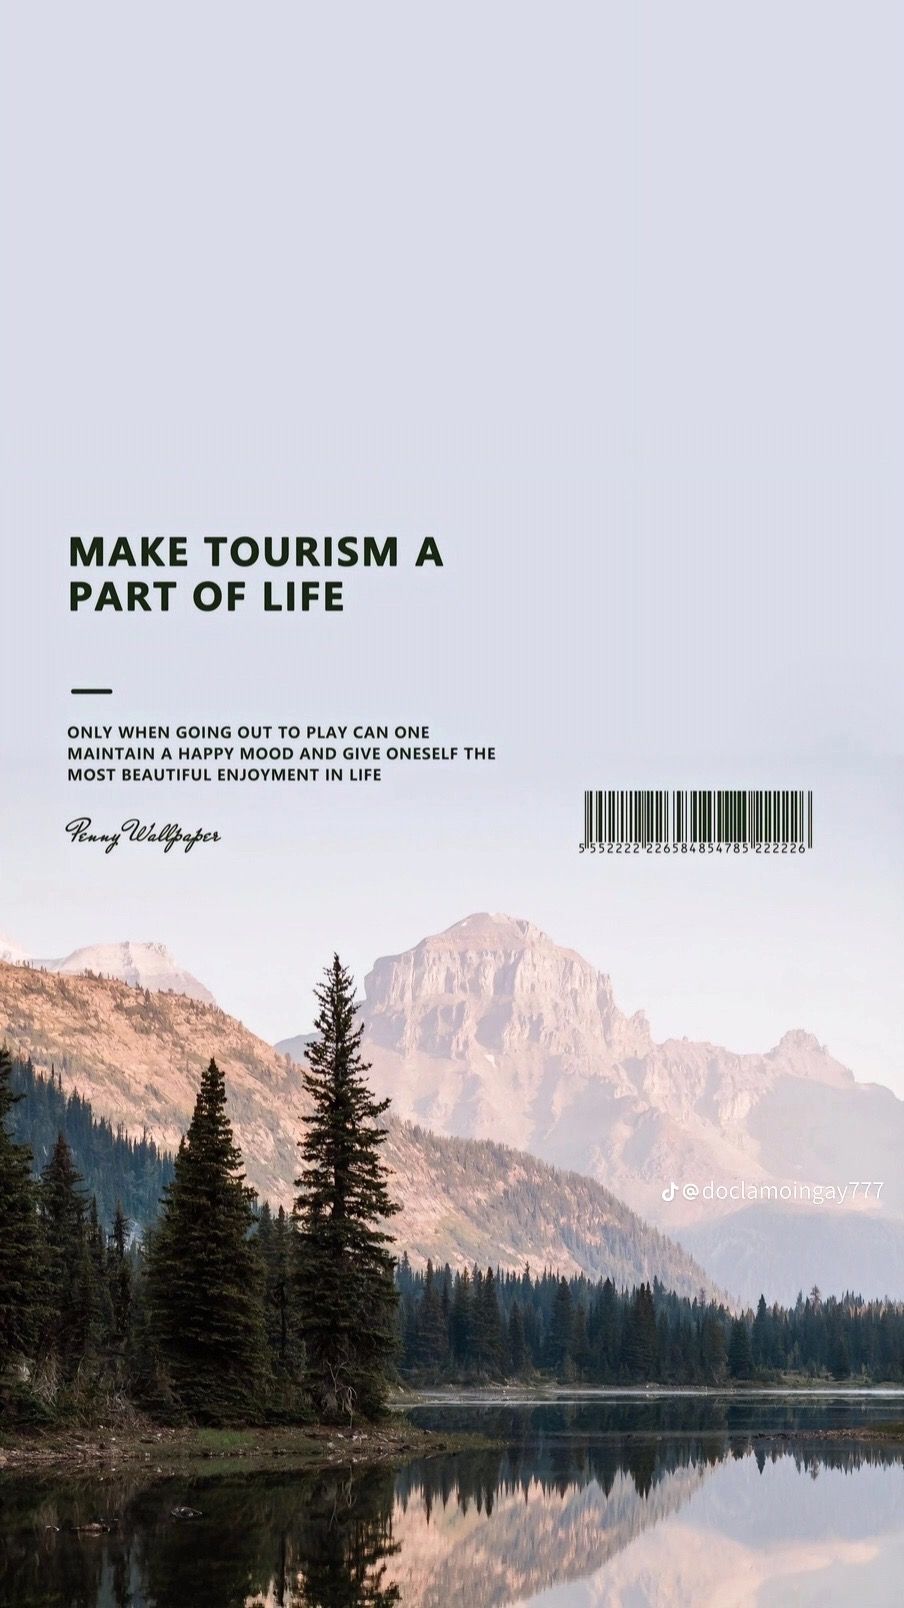 MAKE TOURISM A
PART OF LIFE
ONLY WHEN GOING OUT TO PLAY CAN ONE
MAINTAIN A HAPPY MOOD AND GIVE ONESELF THE
MOST BEAUTIFUL ENJOYMENT IN LIFE
Penny Wallpaper
5 552222 226584854785 222226
@doclamoingay777